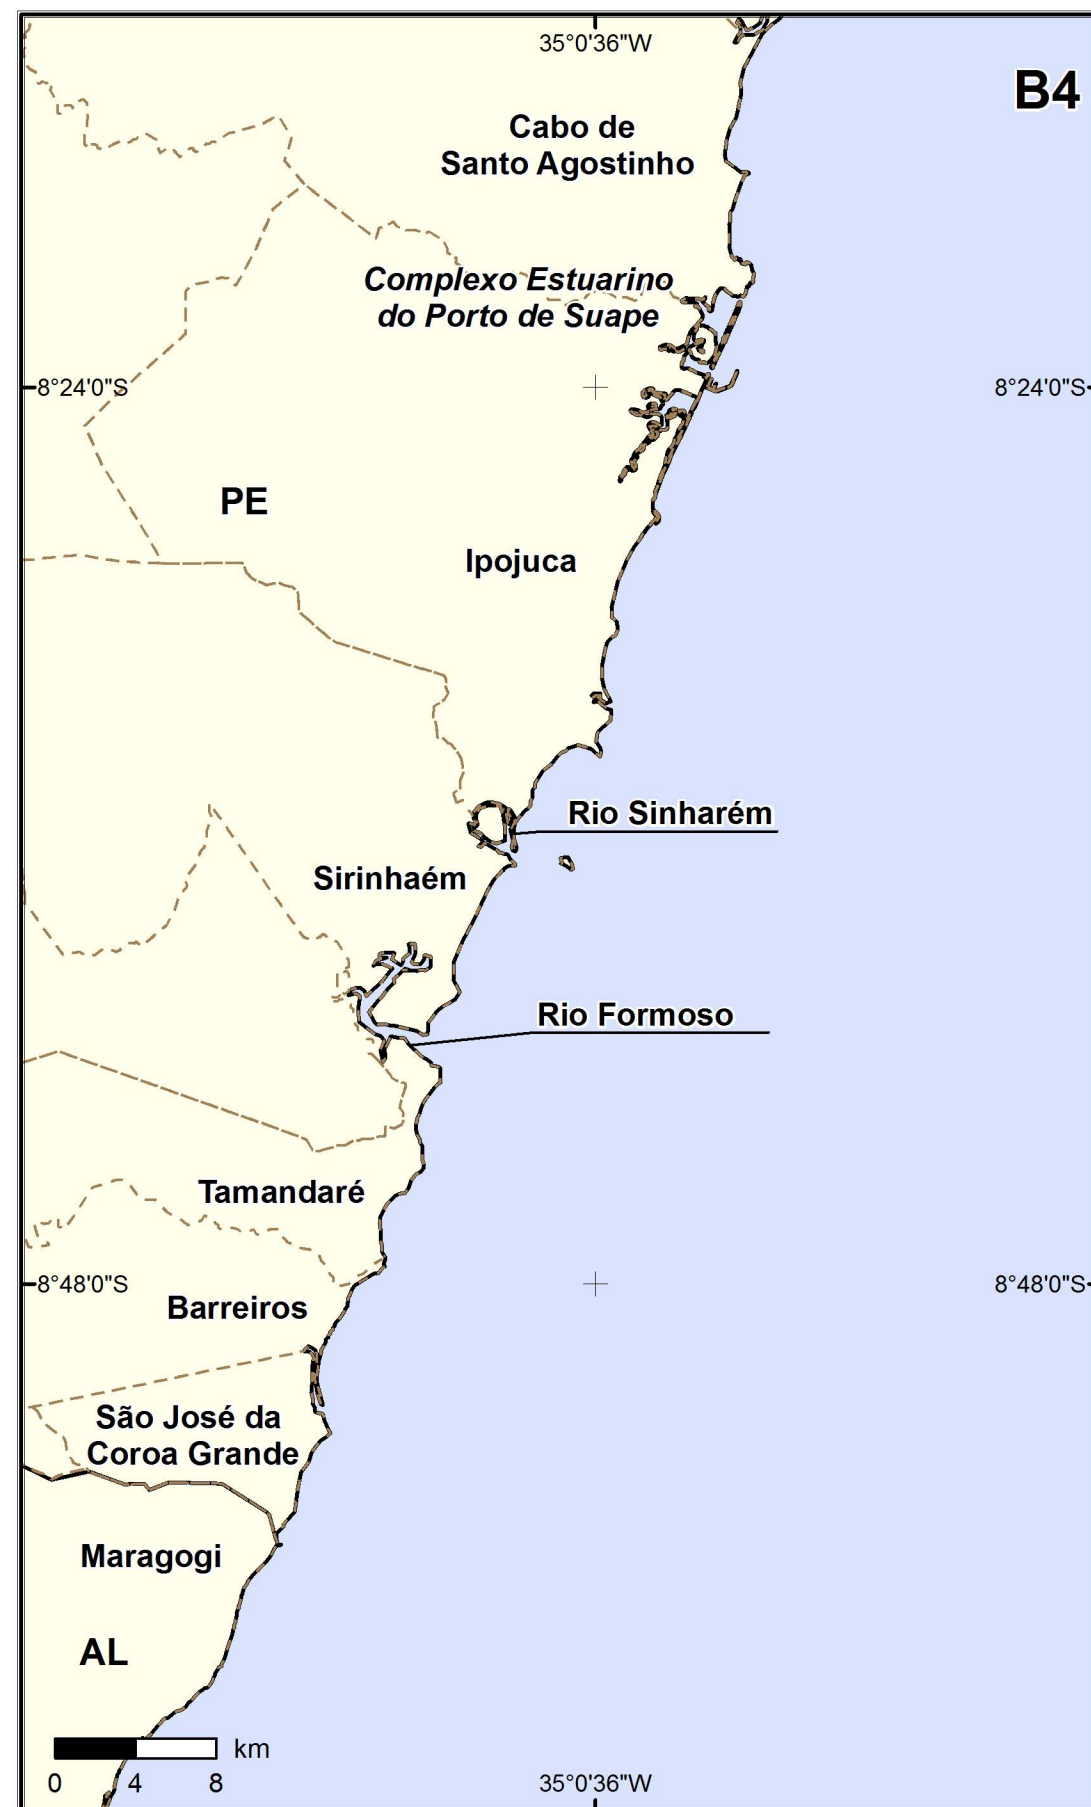 35°0'36"W
B4
Cabo de
Santo Agostinho
Complexo Estuarino
do Porto de Suape
8°24'0"S
8°24'0"S
PE
Ipojuca
Rio Sinharém
Sirinhaém
Rio Formoso
Tamandaré
8°48'0"S
8°48'0"S
Barreiros
São José da
Coroa Grande
Maragogi
AL
km
0 4 8
35°0'36"W